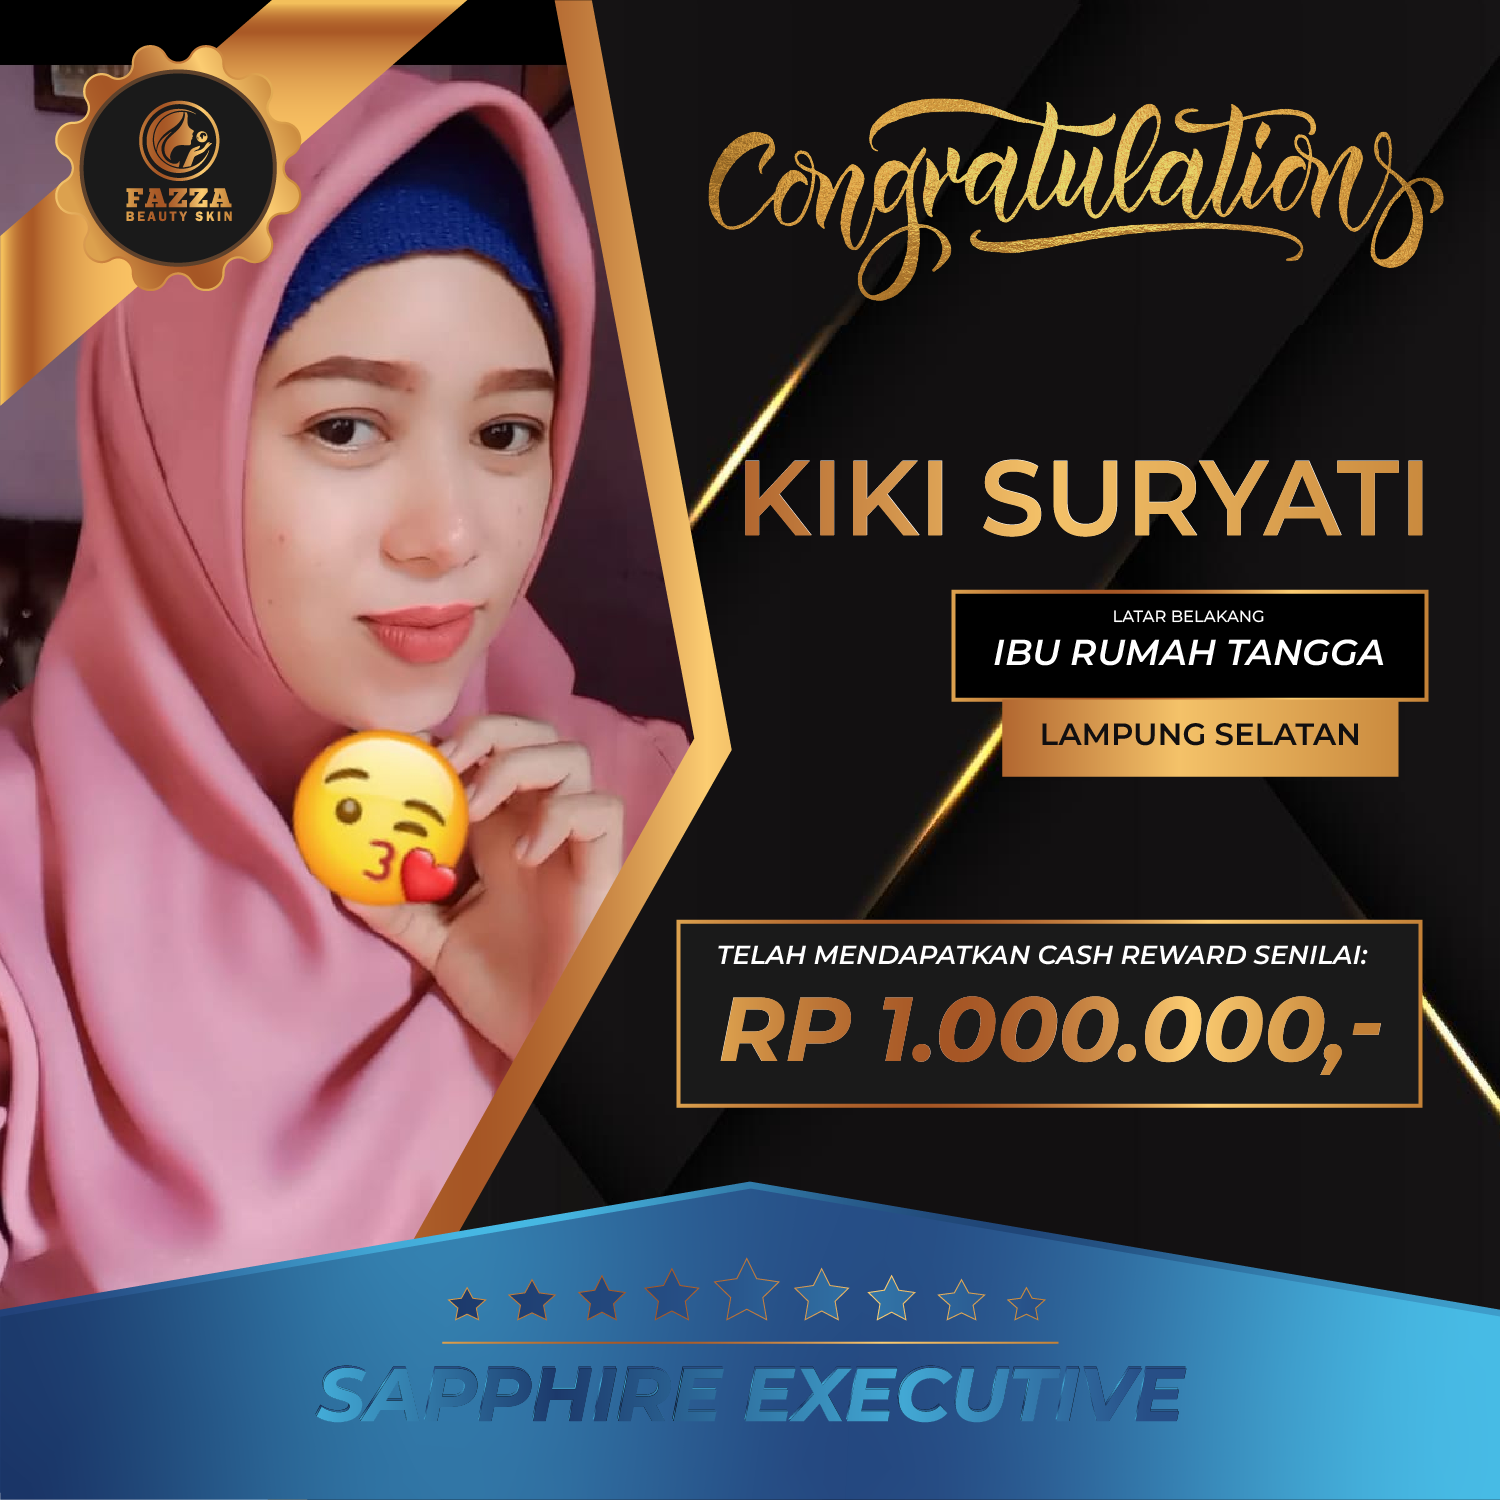 FAZZA
BEAUTY SKIN
Congratulations
KIKI SURYATI
LATAR BELAKANG
IBU RUMAH TANGGA
LAMPUNG SELATAN
TELAH MENDAPATKAN CASH REWARD SENILAI:
RP 1.000.000,-
SAPPHIRE EXECUTIVE